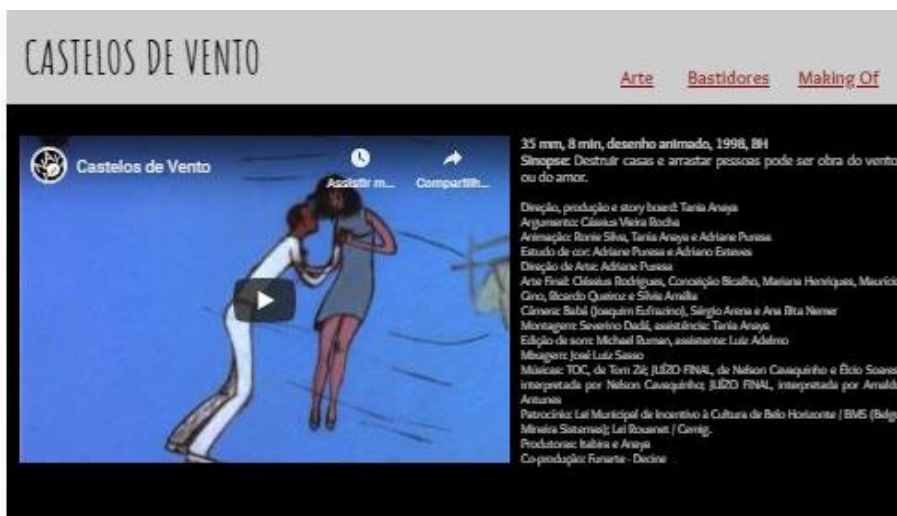 CASTELOS DE VENTO
Arte Bastidores Making Of
Castelos de Vento
Assistir m... Compartilh...
35 mm, 8 min, desenho animado, 1998, BH
Sinopse: Destruir casas e arrastar pessoas pode ser obra do vento
ou do amor.
Direção, produção e story board: Tania Anaya
Argumento: Cássius Vieira Rocha
Animação: Ronie Silva, Tania Anaya e Adriane Puresa
Estudo de cor: Adriane Puresa e Adriano Esteves
Direção de Arte: Adriane Puresa
Arte Final: Cléssius Rodrigues, Conceição Bicalho, Mariana Henriques, Maurício
Gino, Ricardo Queiroz e Silvia Amélia
Câmera: Babá (Joaquim Eufrazino), Sérgio Arena e Ana Rita Nemer
Montagem: Severino Dadá, assistência: Tania Anaya
Edição de som: Michael Ruman, assistente: Luiz Adelmo
Mixagem: José Luiz Sasso
Músicas: TOC, de Tom Zé; JUÍZO FINAL, de Nelson Cavaquinho e Élcio Soares
interpretada por Nelson Cavaquinho; JUÍZO FINAL, interpretada por Arnaldo
Antunes
Patrocínio: Lei Municipal de Incentivo à Cultura de Belo Horizonte / BMS (Belgo
Mineira Sistemas); Lei Rouanet / Cemig.
Produtores: Itabira e Anaya
Co-produção: Funarte - Decine